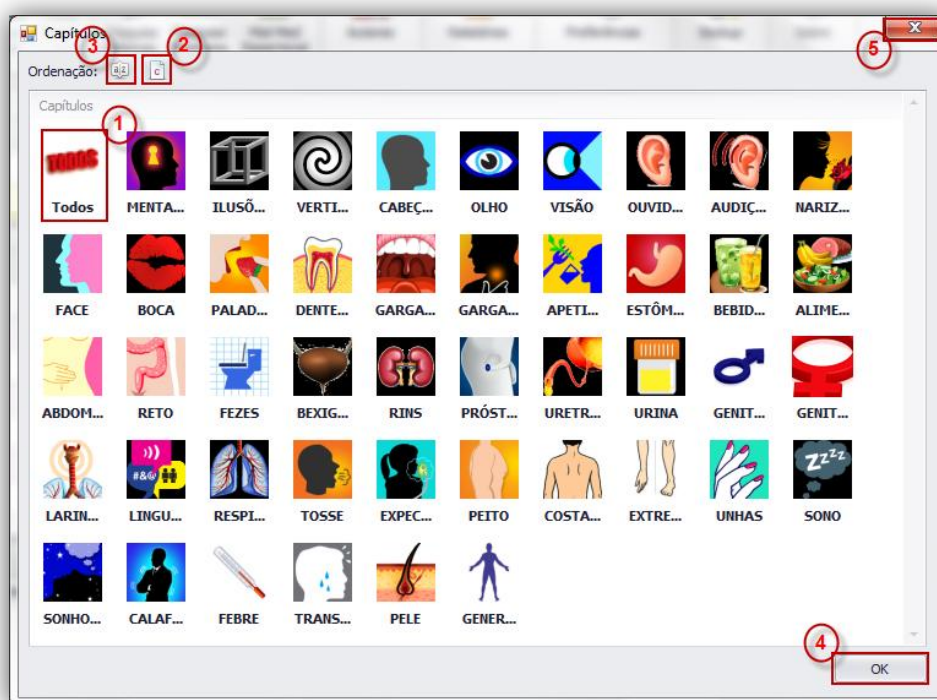 Capítulos
3
2
5
Ordenação:
a z
c
Capítulos
1
TODOS
Todos MENTA... ILUSÕ... VERTI... CABEÇ... OLHO VISÃO OUVID... AUDIÇ... NARIZ...
FACE BOCA PALAD... DENTE... GARGA... GARGA... APETI... ESTÔM... BEBID... ALIME...
ABDOM... RETO FEZES BEXIG... RINS PRÓST... URETR... URINA GENIT... GENIT...
#&@
ZZZZ
LARIN... LINGU... RESPI... TOSSE EXPEC... PEITO COSTA... EXTRE... UNHAS SONO
SONHO... CALAF... FEBRE TRANS... PELE GENER...
4
OK